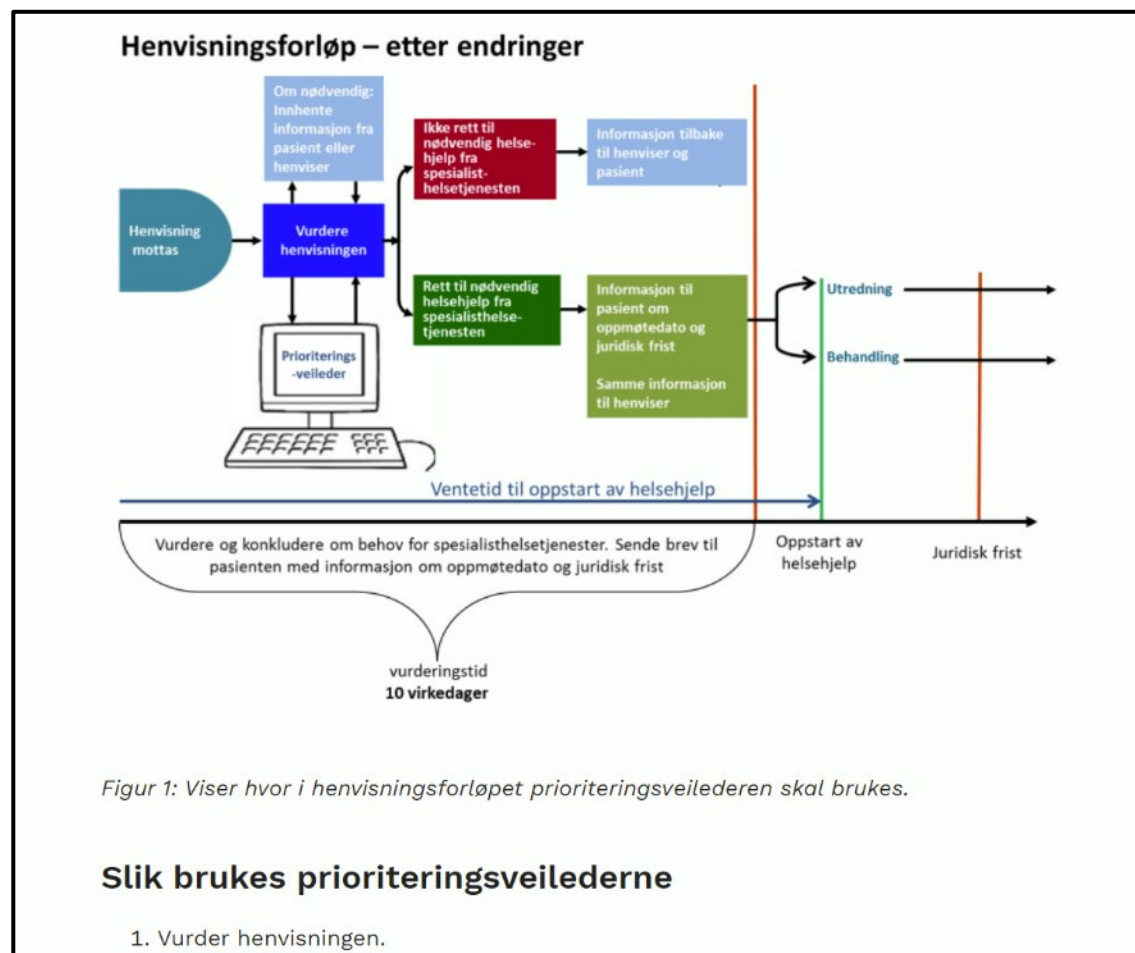 Henvisningsforløp – etter endringer
Om nødvendig:
Innhente
informasjon fra
pasient eller
henviser
Ikke rett til
nødvendig helse-
hjelp fra
spesialist-
helsetjenesten
Informasjon tilbake
til henviser og
pasient
Henvisning
mottas
Vurdere
henvisningen
Rett til nødvendig
helsehjelp fra
spesialisthelse-
tjenesten
Informasjon til
pasient om
oppmøtedato og
juridisk frist
Samme informasjon
til henviser
Utredning
Behandling
Prioriterings
-veileder
Ventetid til oppstart av helsehjelp
Vurdere og konkludere om behov for spesialisthelsetjenester. Sende brev til
pasienten med informasjon om oppmøtedato og juridisk frist
Oppstart av
helsehjelp
Juridisk frist
vurderingstid
10 virkedager
Figur 1: Viser hvor i henvisningsforløpet prioriteringsveilederen skal brukes.
Slik brukes prioriteringsveilederne
1. Vurder henvisningen.